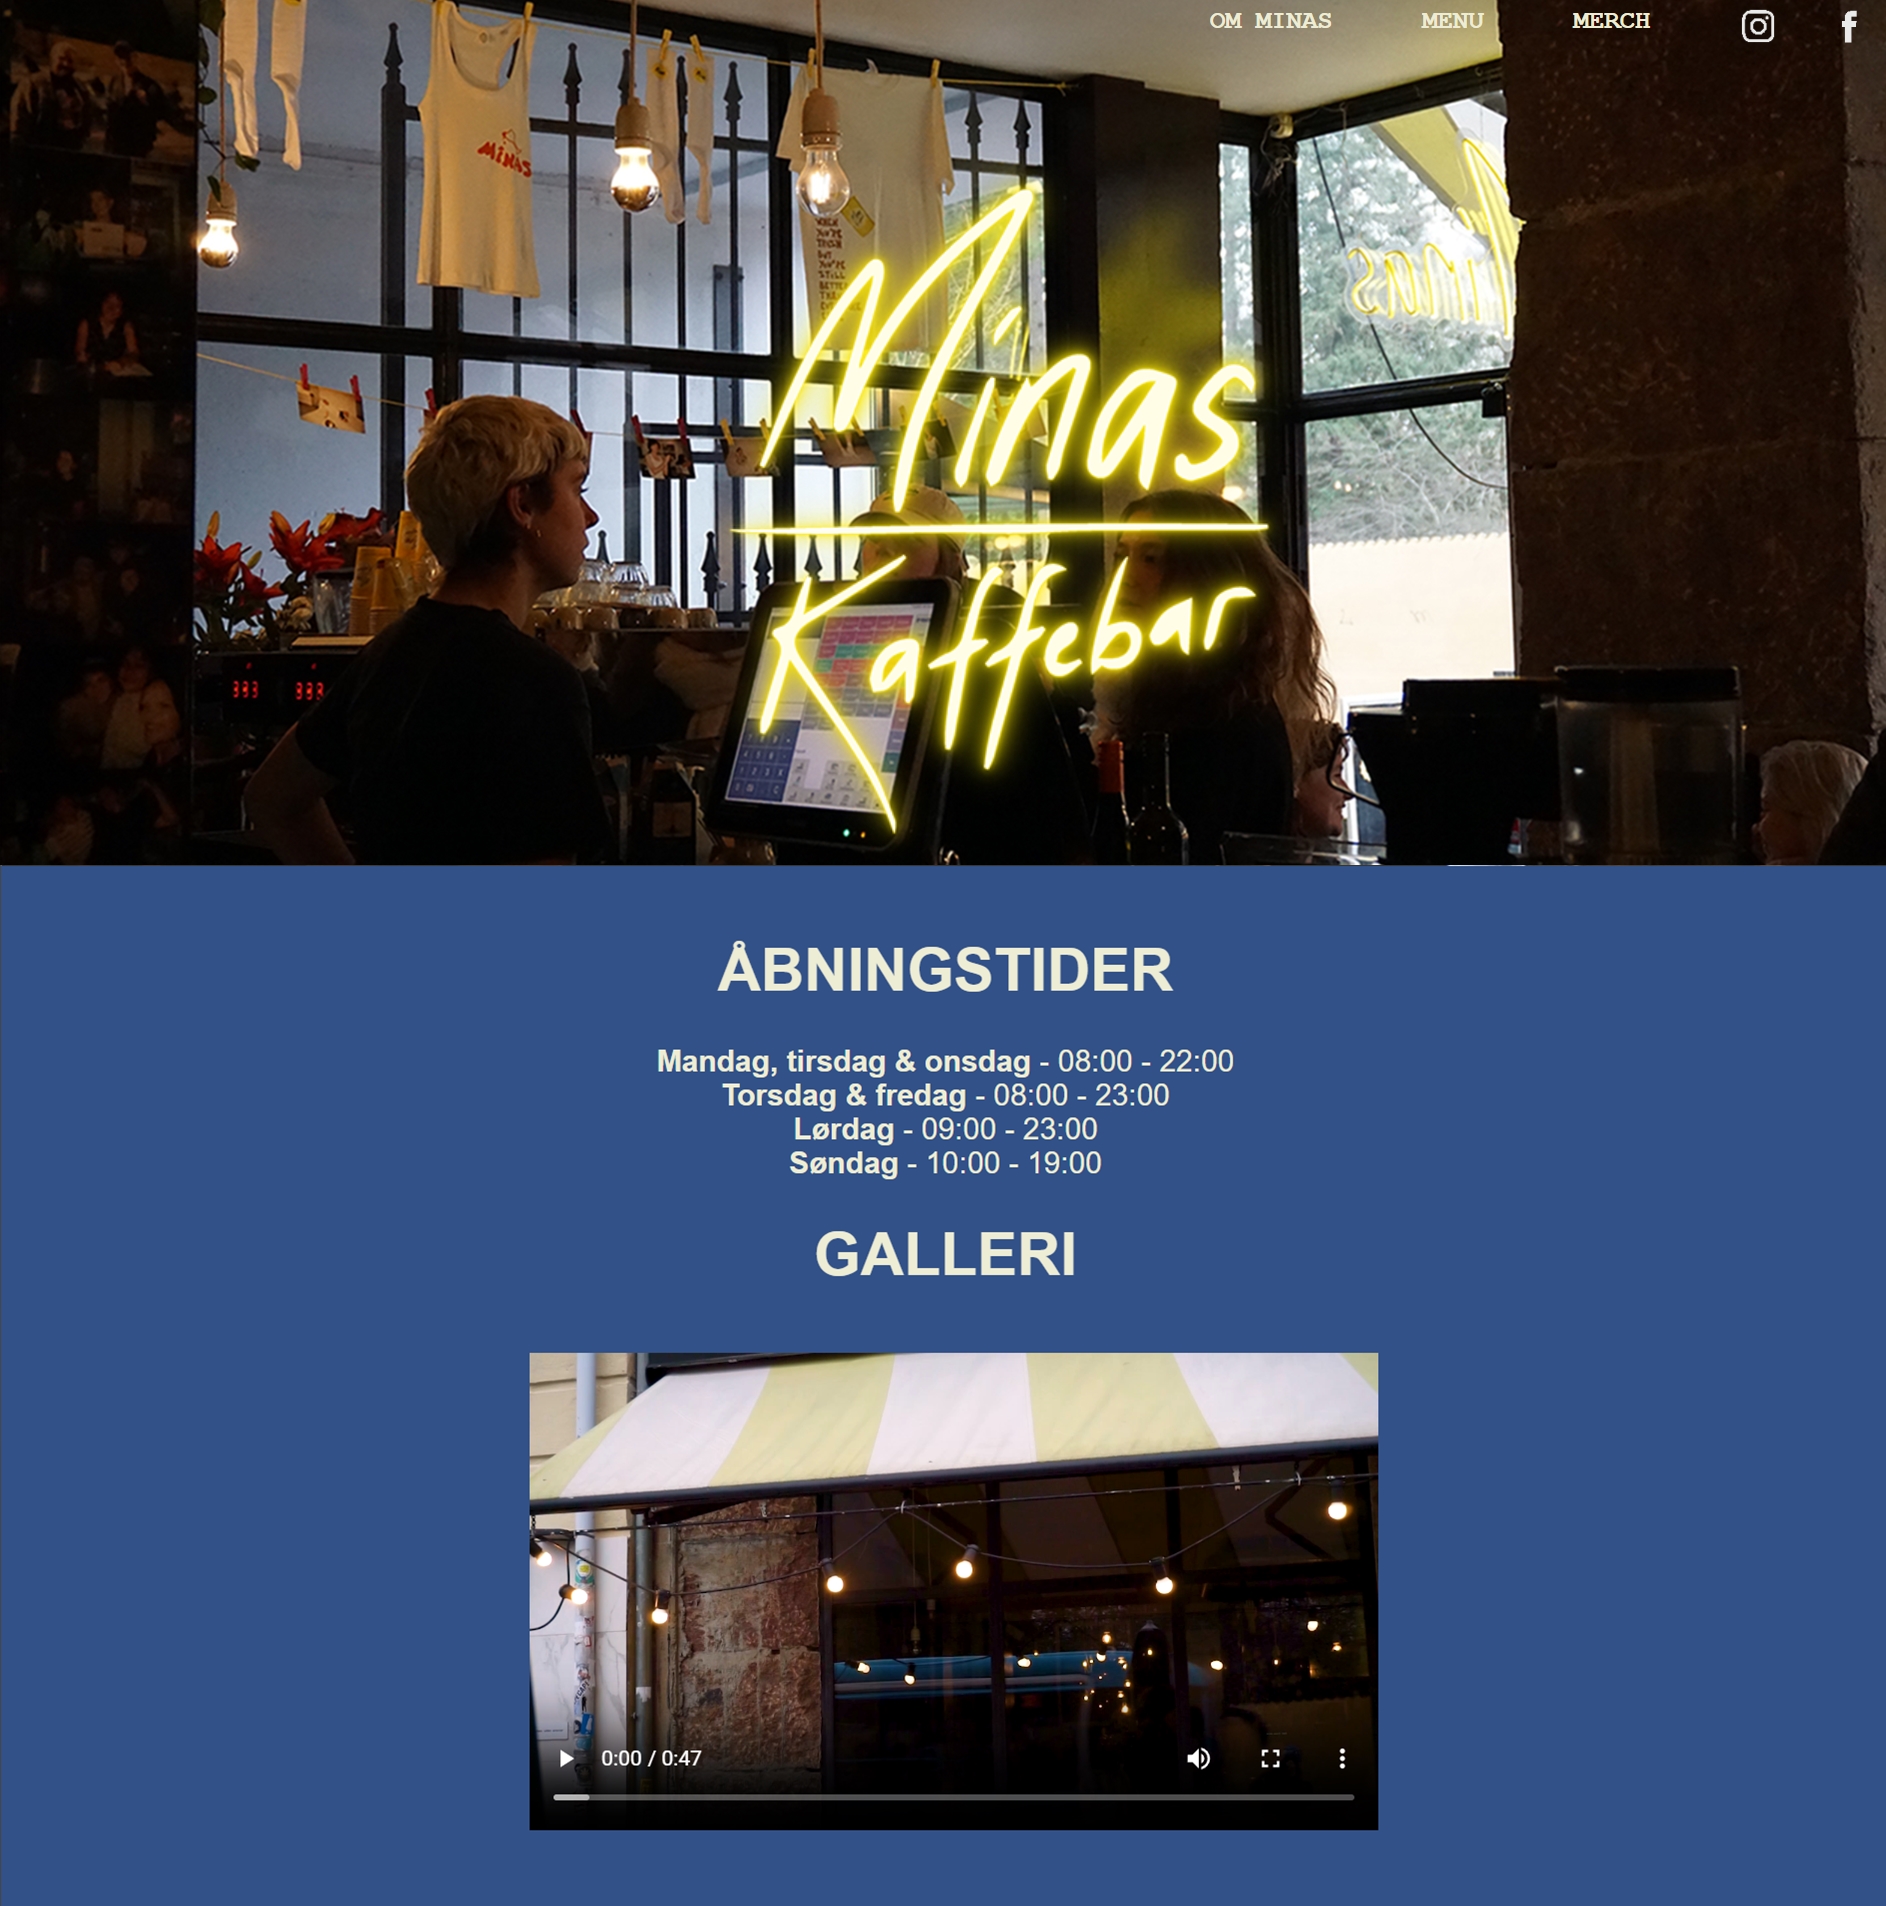 OM MINAS MENU MERCH
MINAS
Minas
Kaffebar
ÅBNINGSTIDER
Mandag, tirsdag & onsdag - 08:00 - 22:00
Torsdag & fredag - 08:00 - 23:00
Lørdag - 09:00 - 23:00
Søndag - 10:00 - 19:00
GALLERI
0:00 / 0:47